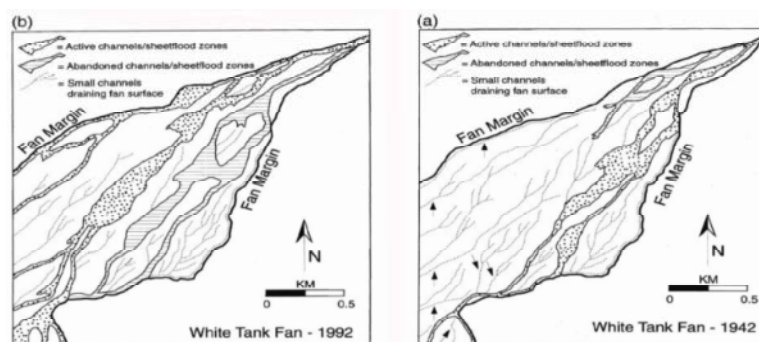 (b)
= Active channels/sheetflood zones
= Abandoned channels/sheetflood zones
= Small channels
draining fan surface
Fan Margin
Fan Margin
N
KM
0
0.5
White Tank Fan - 1992
(a)
= Active channels/sheetflood zones
= Abandoned channels/sheetflood zones
= Small channels
draining fan surface
Fan Margin
Fan Margin
N
KM
0
0.5
White Tank Fan - 1942